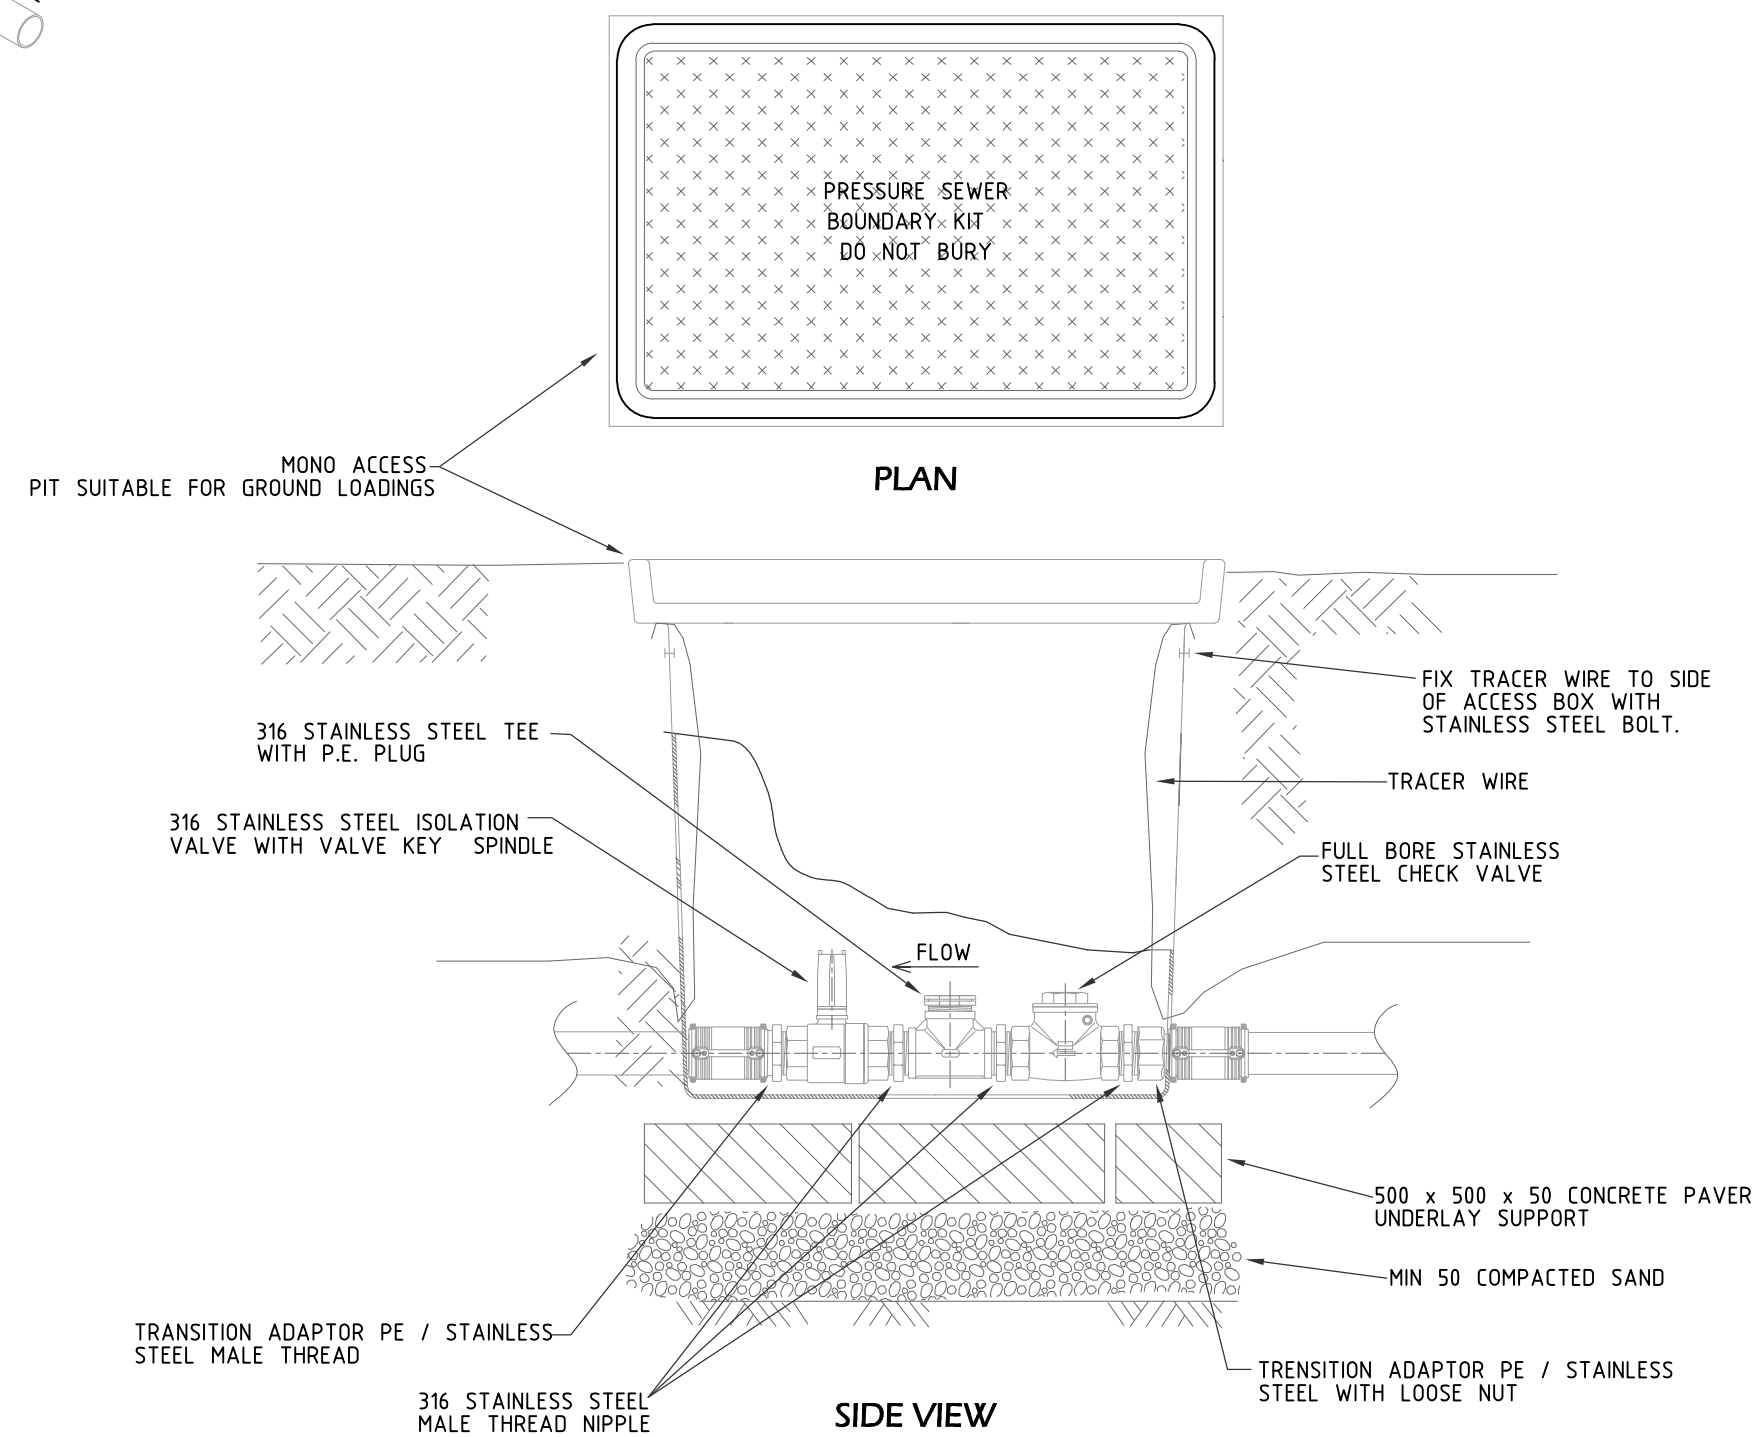 PRESSURE SEWER
BOUNDARY KIT
DO NOT BURY
MONO ACCESS
PIT SUITABLE FOR GROUND LOADINGS
PLAN
FIX TRACER WIRE TO SIDE
OF ACCESS BOX WITH
STAINLESS STEEL BOLT.
316 STAINLESS STEEL TEE
WITH P.E. PLUG
TRACER WIRE
316 STAINLESS STEEL ISOLATION
VALVE WITH VALVE KEY SPINDLE
FULL BORE STAINLESS
STEEL CHECK VALVE
FLOW
500 x 500 x 50 CONCRETE PAVER
UNDERLAY SUPPORT
MIN 50 COMPACTED SAND
TRANSITION ADAPTOR PE / STAINLESS
STEEL MALE THREAD
TRENSITION ADAPTOR PE / STAINLESS
STEEL WITH LOOSE NUT
316 STAINLESS STEEL
MALE THREAD NIPPLE
SIDE VIEW